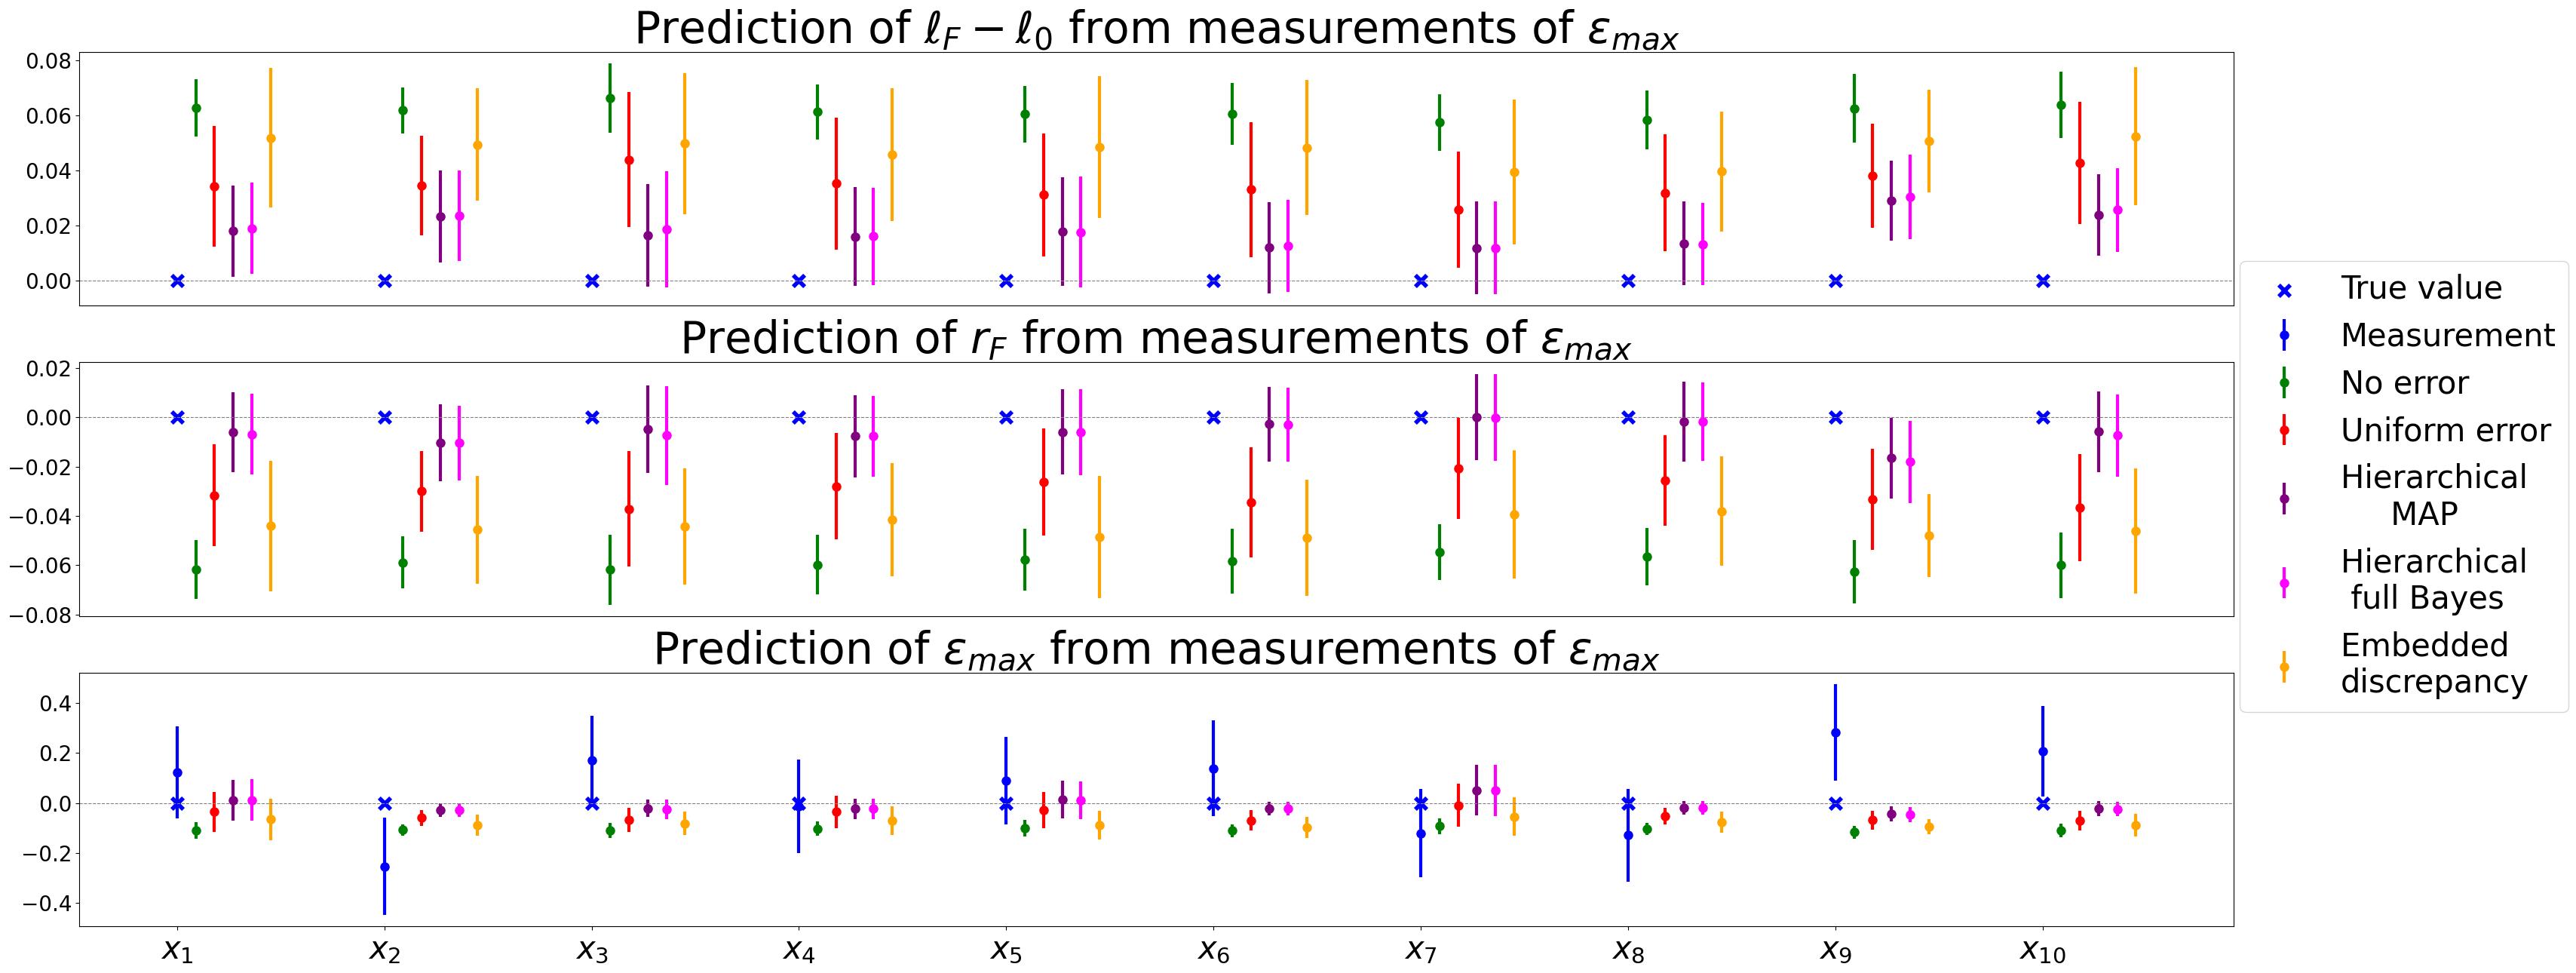 Prediction of ℓ_F − ℓ_0 from measurements of ε_max
0.08
0.06
0.04
0.02
0.00
Prediction of r_F from measurements of ε_max
0.02
0.00
−0.02
−0.04
−0.06
−0.08
Prediction of ε_max from measurements of ε_max
0.4
0.2
0.0
−0.2
−0.4
x_1 x_2 x_3 x_4 x_5 x_6 x_7 x_8 x_9 x_10
True value
Measurement
No error
Uniform error
Hierarchical
MAP
Hierarchical
full Bayes
Embedded
discrepancy